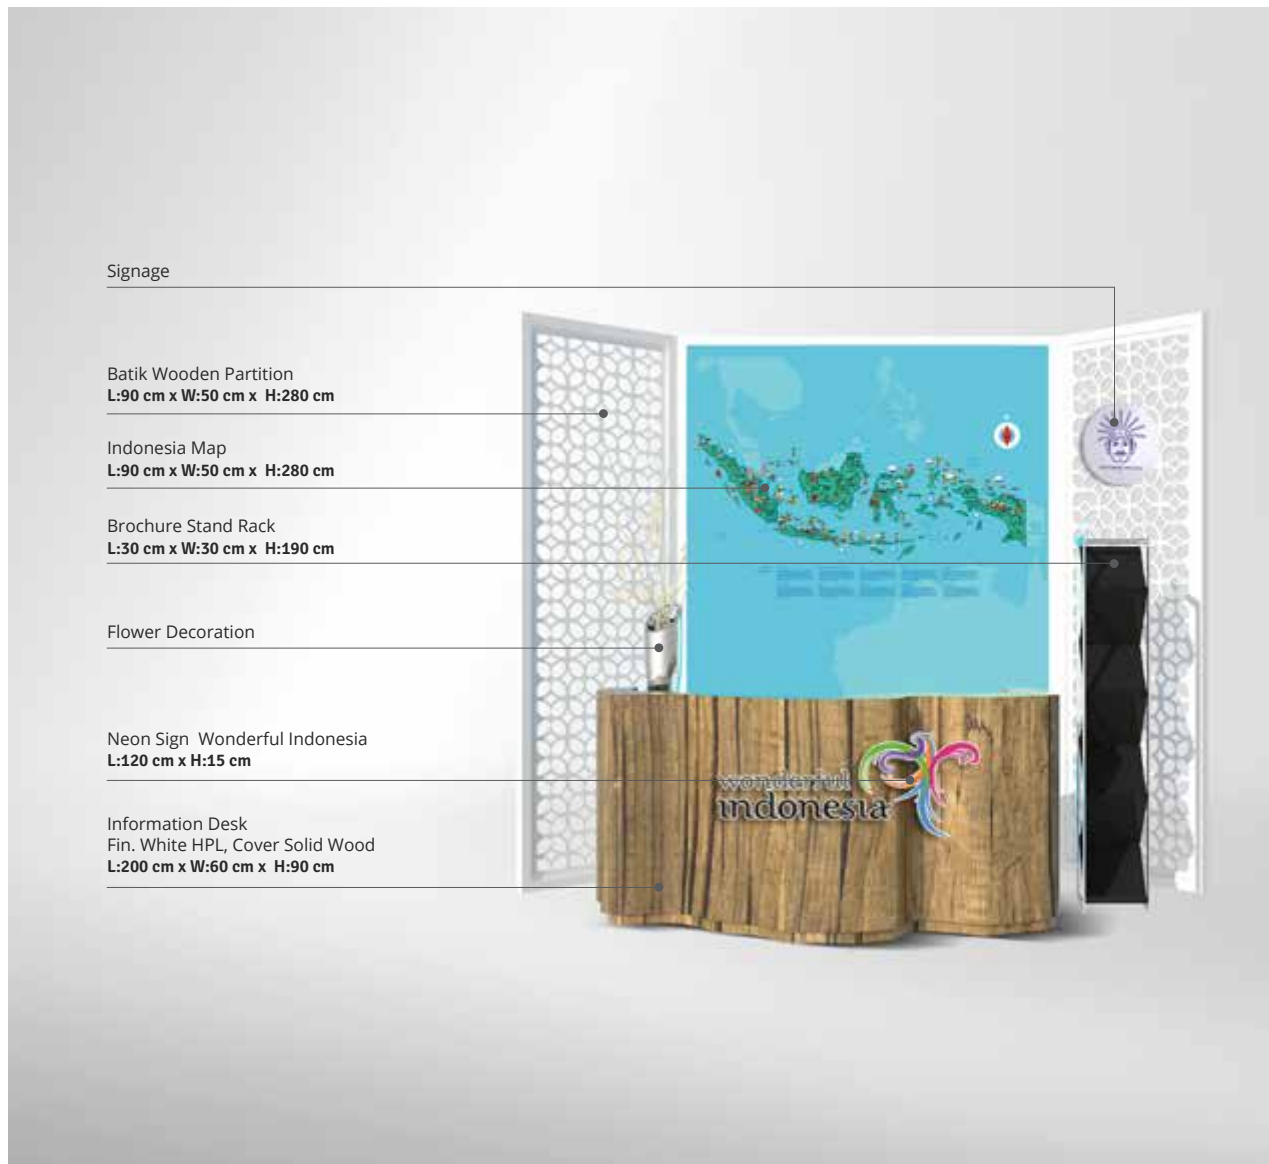 Signage
Batik Wooden Partition
L:90 cm x W:50 cm x  H:280 cm
Indonesia Map
L:90 cm x W:50 cm x  H:280 cm
Brochure Stand Rack
L:30 cm x W:30 cm x  H:190 cm
Flower Decoration
Neon Sign  Wonderful Indonesia
L:120 cm x H:15 cm
Information Desk
Fin. White HPL, Cover Solid Wood
L:200 cm x W:60 cm x  H:90 cm
wonderful
indonesia